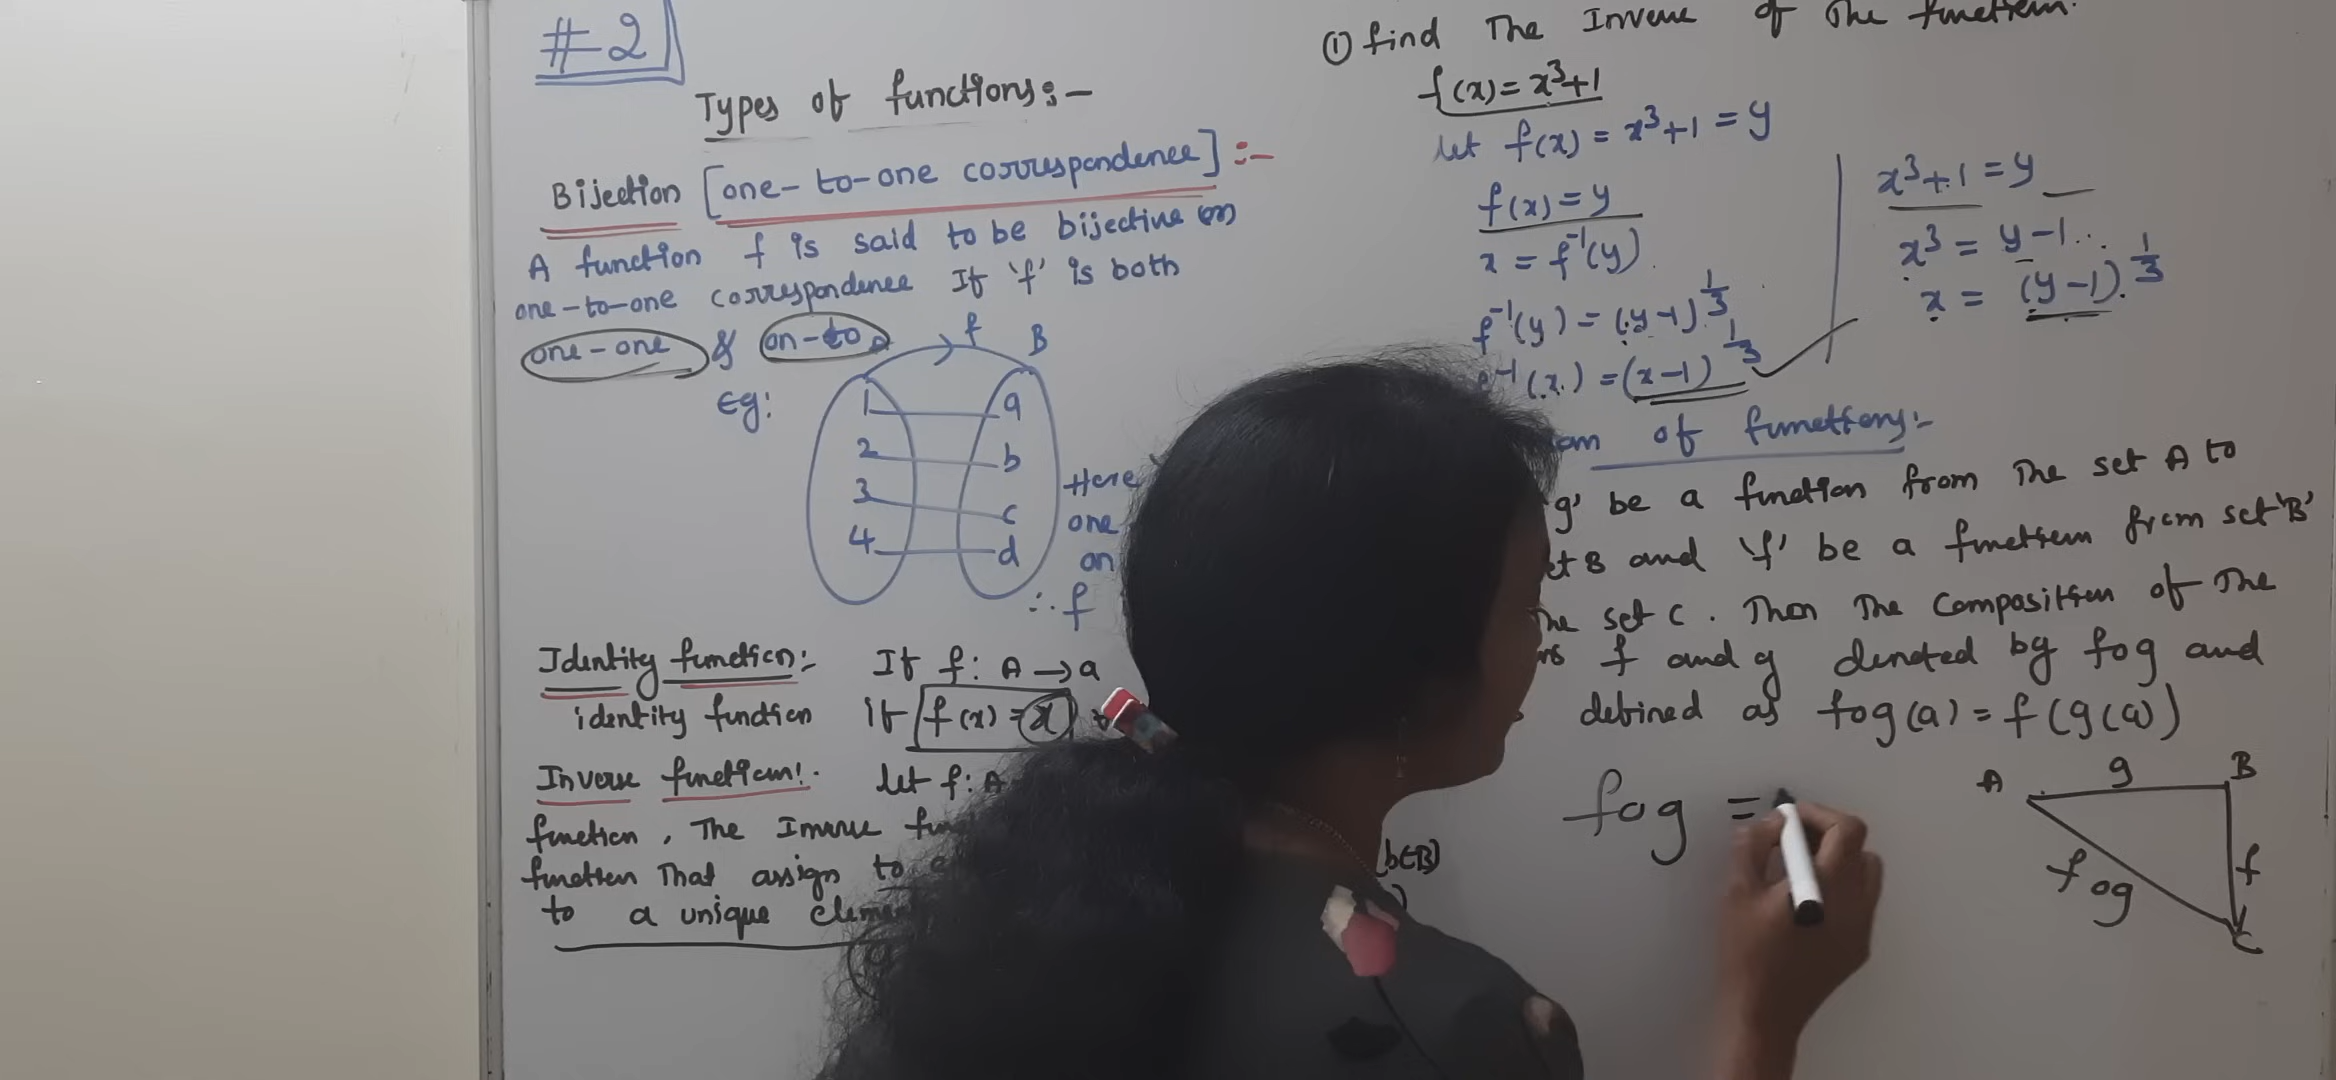 #2
Types of functions:-
Bijection [one-to-one correspondence] :-
A function f is said to be bijective (or)
one-to-one correspondence If 'f' is both
one-one & on-to
Eg:
f
B
1 a
2 b
3 c
4 d
Here
one
on
∴ f
Identity function:- If f: A → a
identity function if f(x) = x
Inverse function:- let f: A
function, The Inverse
function That assign to
to a unique
(b∈B)
① find The Inverse of The function.
f(x) = x³+1
let f(x) = x³+1 = y
f(x) = y
x = f⁻¹(y)
f⁻¹(y) = (y-1)^1/3
⁻¹(x) = (x-1)^1/3
x³+1 = y
x³ = y-1
x = (y-1)^1/3
of functions:-
g' be a function from The set A to
B and 'f' be a function from set 'B'
The set C. Then The Composition of The
f and g denoted by fog and
defined as fog(a) = f(g(a))
fog =
A g B
f
fog
C